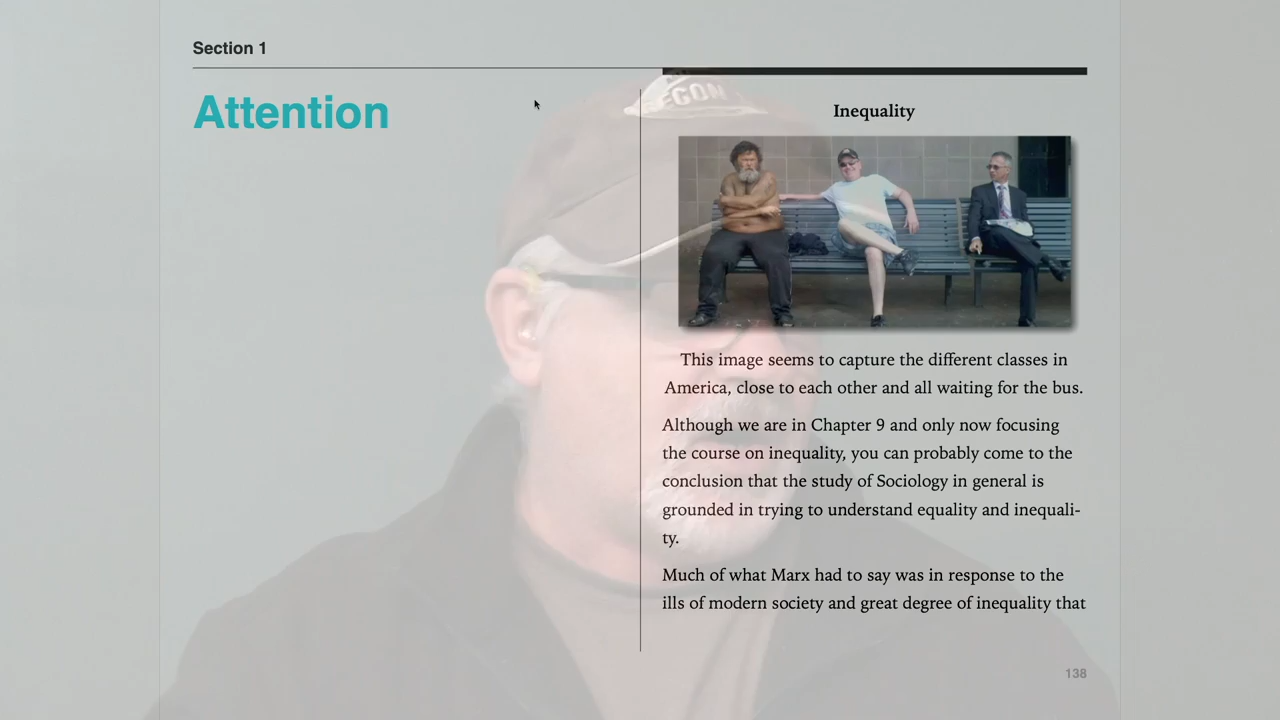 Section 1
Attention
EGON
Inequality
This image seems to capture the different classes in
America, close to each other and all waiting for the bus.
Although we are in Chapter 9 and only now focusing
the course on inequality, you can probably come to the
conclusion that the study of Sociology in general is
grounded in trying to understand equality and inequali-
ty.
Much of what Marx had to say was in response to the
ills of modern society and great degree of inequality that
138